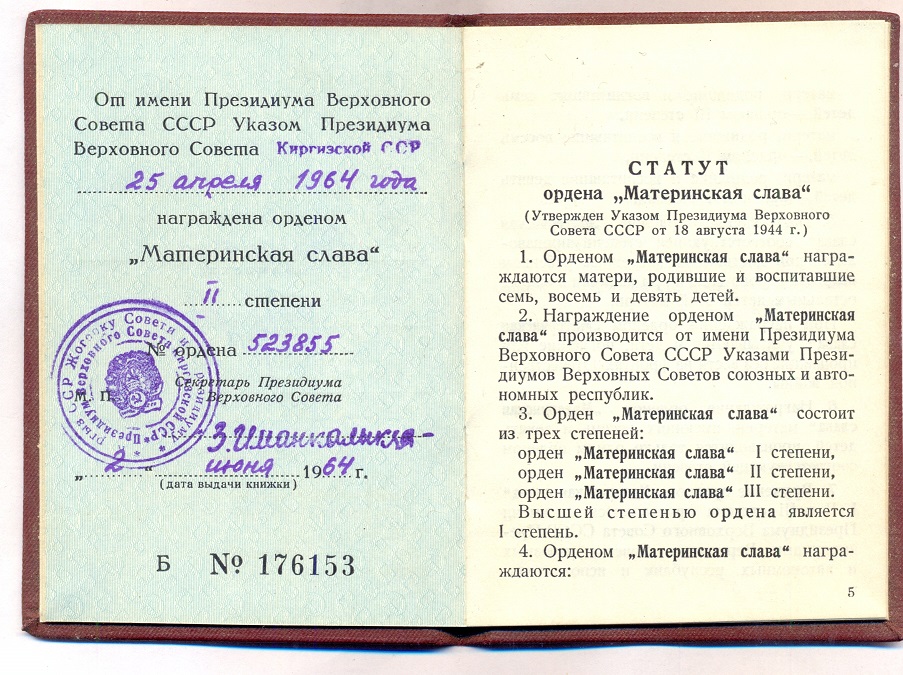 От имени Президиума Верховного
Совета СССР Указом Президиума
Верховного Совета Киргизской ССР
25 апреля 1964 года
награждена орденом
„Материнская слава“
II степени
№ ордена 523855
Секретарь Президиума
М. П. Верховного Совета
„ 2 “ июня 1964 г.
(дата выдачи книжки)
Б № 176153
СТАТУТ
ордена „Материнская слава“
(Утвержден Указом Президиума Верховного
Совета СССР от 18 августа 1944 г.)
1. Орденом „Материнская слава“ награ-
ждаются матери, родившие и воспитавшие
семь, восемь и девять детей.
2. Награждение орденом „Материнская
слава“ производится от имени Президиума
Верховного Совета СССР Указами Прези-
диумов Верховных Советов союзных и авто-
номных республик.
3. Орден „Материнская слава“ состоит
из трех степеней:
орден „Материнская слава“ I степени,
орден „Материнская слава“ II степени,
орден „Материнская слава“ III степени.
Высшей степенью ордена является
I степень.
4. Орденом „Материнская слава“ награ-
ждаются:
5